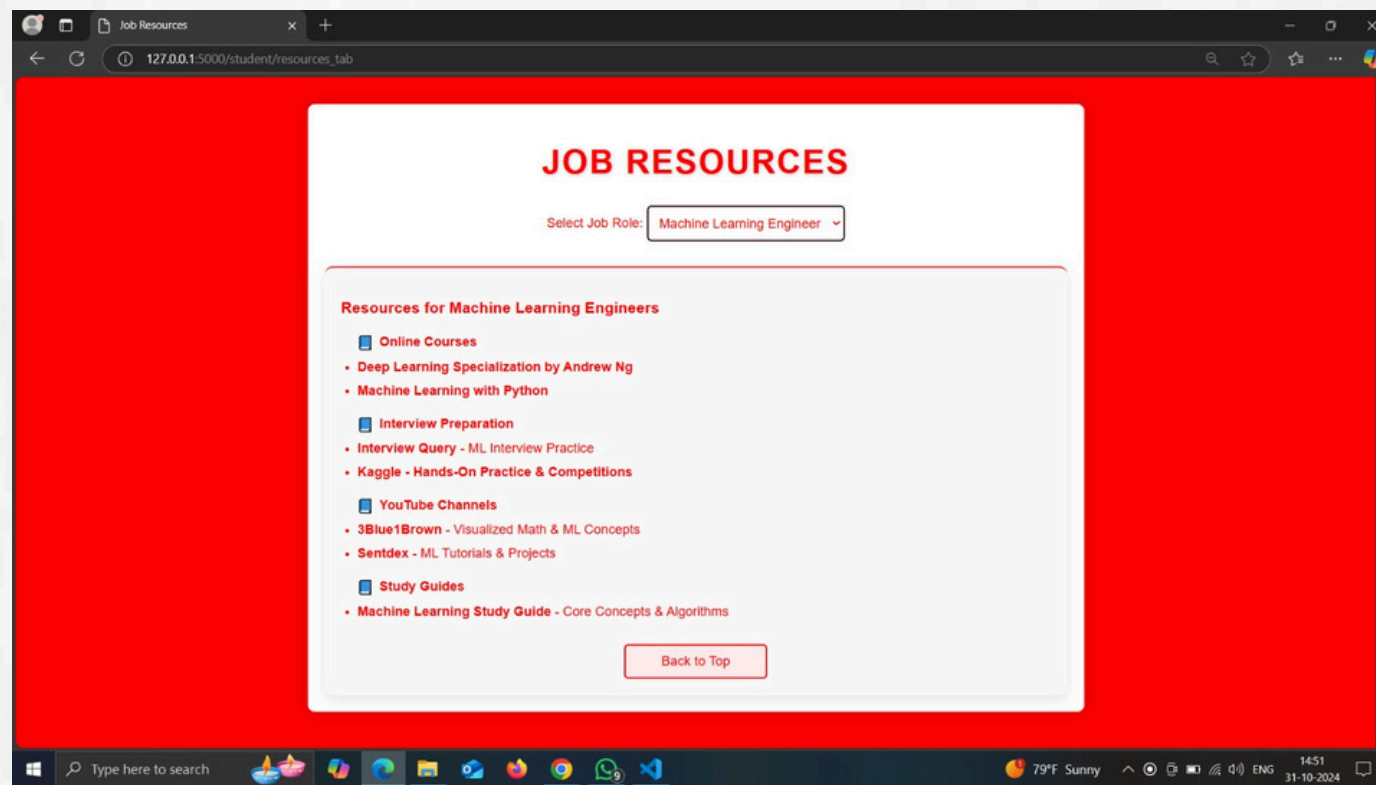 Job Resources
127.0.0.1:5000/student/resources_tab
JOB RESOURCES
Select Job Role: Machine Learning Engineer
Resources for Machine Learning Engineers
Online Courses
• Deep Learning Specialization by Andrew Ng
• Machine Learning with Python
Interview Preparation
• Interview Query - ML Interview Practice
• Kaggle - Hands-On Practice & Competitions
YouTube Channels
• 3Blue1Brown - Visualized Math & ML Concepts
• Sentdex - ML Tutorials & Projects
Study Guides
• Machine Learning Study Guide - Core Concepts & Algorithms
Back to Top
Type here to search
9
79°F Sunny
ENG
14:51
31-10-2024